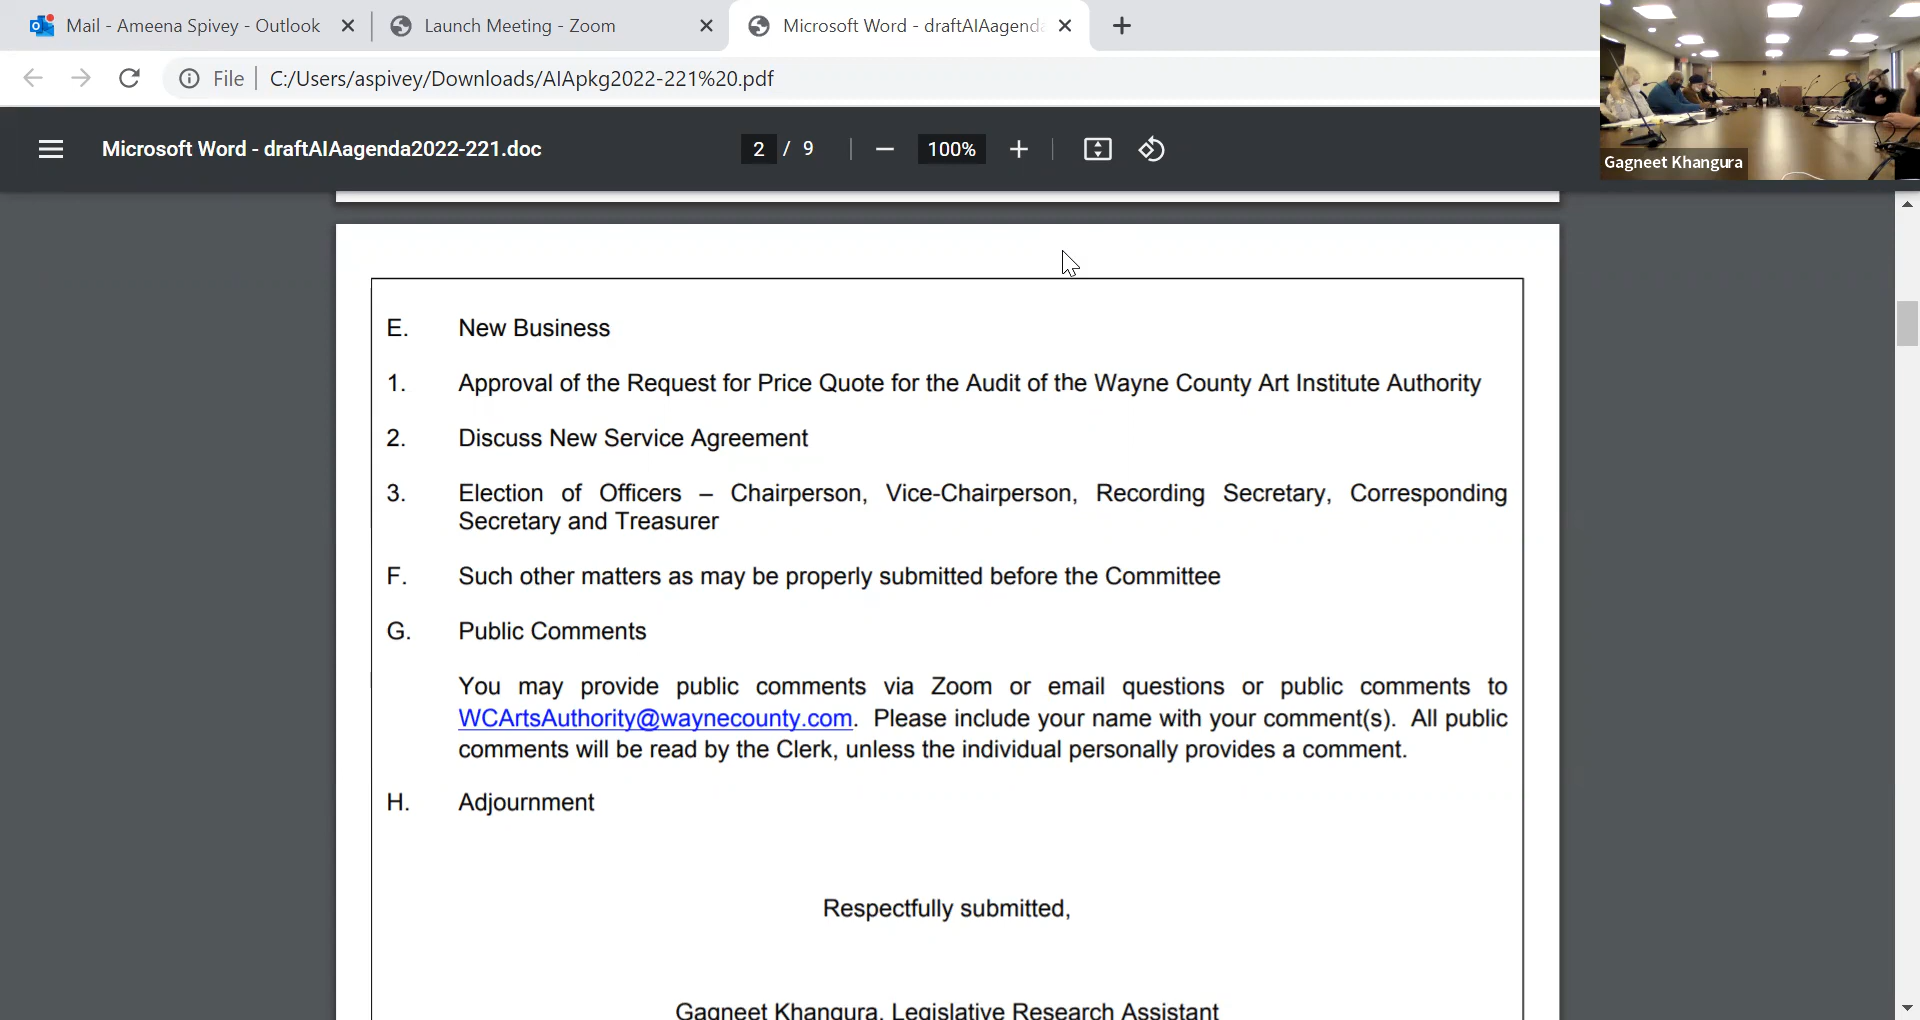 Mail - Ameena Spivey - Outlook
Launch Meeting - Zoom
Microsoft Word - draftAIAagenda
File
C:/Users/aspivey/Downloads/AIApkg2022-221%20.pdf
Microsoft Word - draftAIAagenda2022-221.doc
2 / 9
100%
Gagneet Khangura
E. New Business
1. Approval of the Request for Price Quote for the Audit of the Wayne County Art Institute Authority
2. Discuss New Service Agreement
3. Election of Officers – Chairperson, Vice-Chairperson, Recording Secretary, Corresponding
Secretary and Treasurer
F. Such other matters as may be properly submitted before the Committee
G. Public Comments
You may provide public comments via Zoom or email questions or public comments to
WCArtsAuthority@waynecounty.com. Please include your name with your comment(s). All public
comments will be read by the Clerk, unless the individual personally provides a comment.
H. Adjournment
Respectfully submitted,
Gagneet Khangura, Legislative Research Assistant